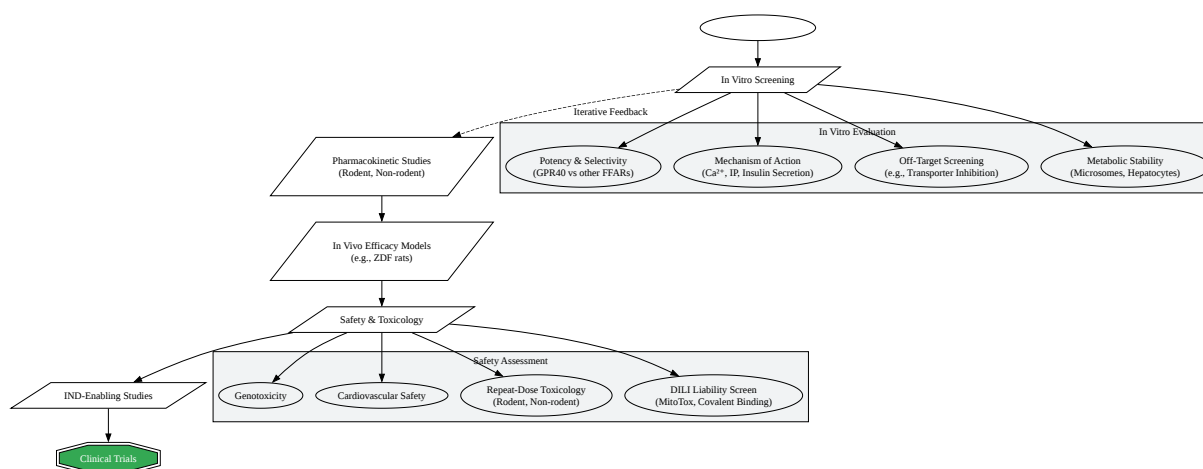 In Vitro Screening
Iterative Feedback
In Vitro Evaluation
Pharmacokinetic Studies
(Rodent, Non-rodent)
Potency & Selectivity
(GPR40 vs other FFARs)
Mechanism of Action
(Ca²⁺, IP, Insulin Secretion)
Off-Target Screening
(e.g., Transporter Inhibition)
Metabolic Stability
(Microsomes, Hepatocytes)
In Vivo Efficacy Models
(e.g., ZDF rats)
Safety & Toxicology
Safety Assessment
IND-Enabling Studies
Genotoxicity
Cardiovascular Safety
Repeat-Dose Toxicology
(Rodent, Non-rodent)
DILI Liability Screen
(MitoTox, Covalent Binding)
Clinical Trials